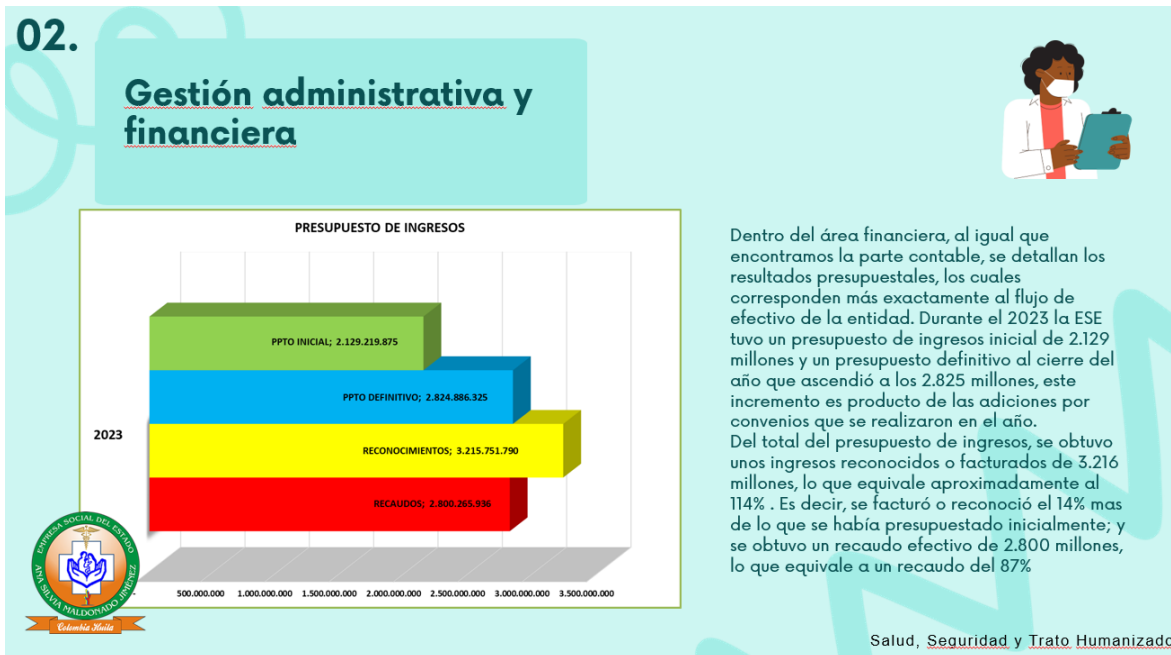 02.
Gestión administrativa y
financiera
PRESUPUESTO DE INGRESOS
PPTO INICIAL; 2.129.219.875
PPTO DEFINITIVO; 2.824.886.325
2023
RECONOCIMIENTOS; 3.215.751.790
RECAUDOS; 2.800.265.936
500.000.000 1.000.000.000 1.500.000.000 2.000.000.000 2.500.000.000 3.000.000.000 3.500.000.000
EMPRESA SOCIAL DEL ESTADO
ANA SILVIA MALDONADO JIMÉNEZ
Colombia Huila
Dentro del área financiera, al igual que
encontramos la parte contable, se detallan los
resultados presupuestales, los cuales
corresponden más exactamente al flujo de
efectivo de la entidad. Durante el 2023 la ESE
tuvo un presupuesto de ingresos inicial de 2.129
millones y un presupuesto definitivo al cierre del
año que ascendió a los 2.825 millones, este
incremento es producto de las adiciones por
convenios que se realizaron en el año.
Del total del presupuesto de ingresos, se obtuvo
unos ingresos reconocidos o facturados de 3.216
millones, lo que equivale aproximadamente al
114% . Es decir, se facturó o reconoció el 14% mas
de lo que se había presupuestado inicialmente; y
se obtuvo un recaudo efectivo de 2.800 millones,
lo que equivale a un recaudo del 87%
Salud, Seguridad y Trato Humanizado